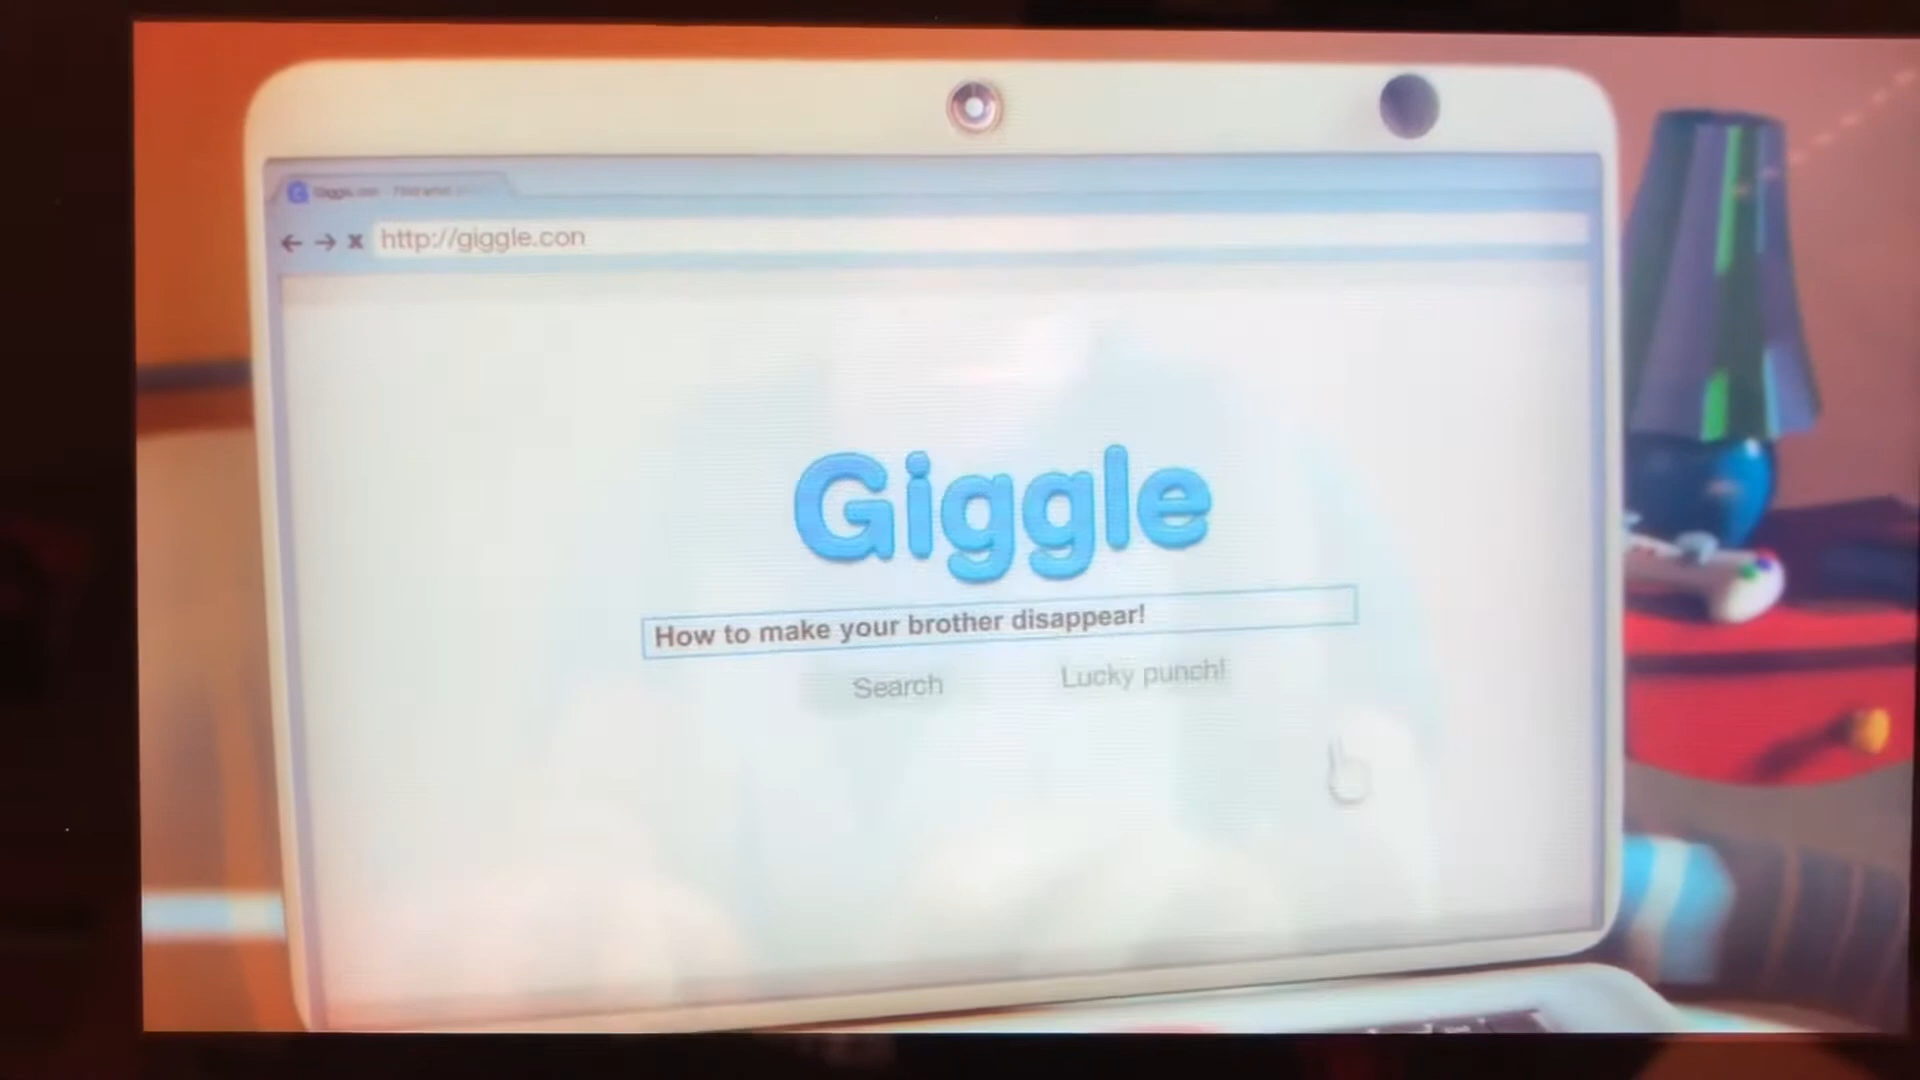 http://giggle.con
Giggle
How to make your brother disappear!
Search
Lucky punch!